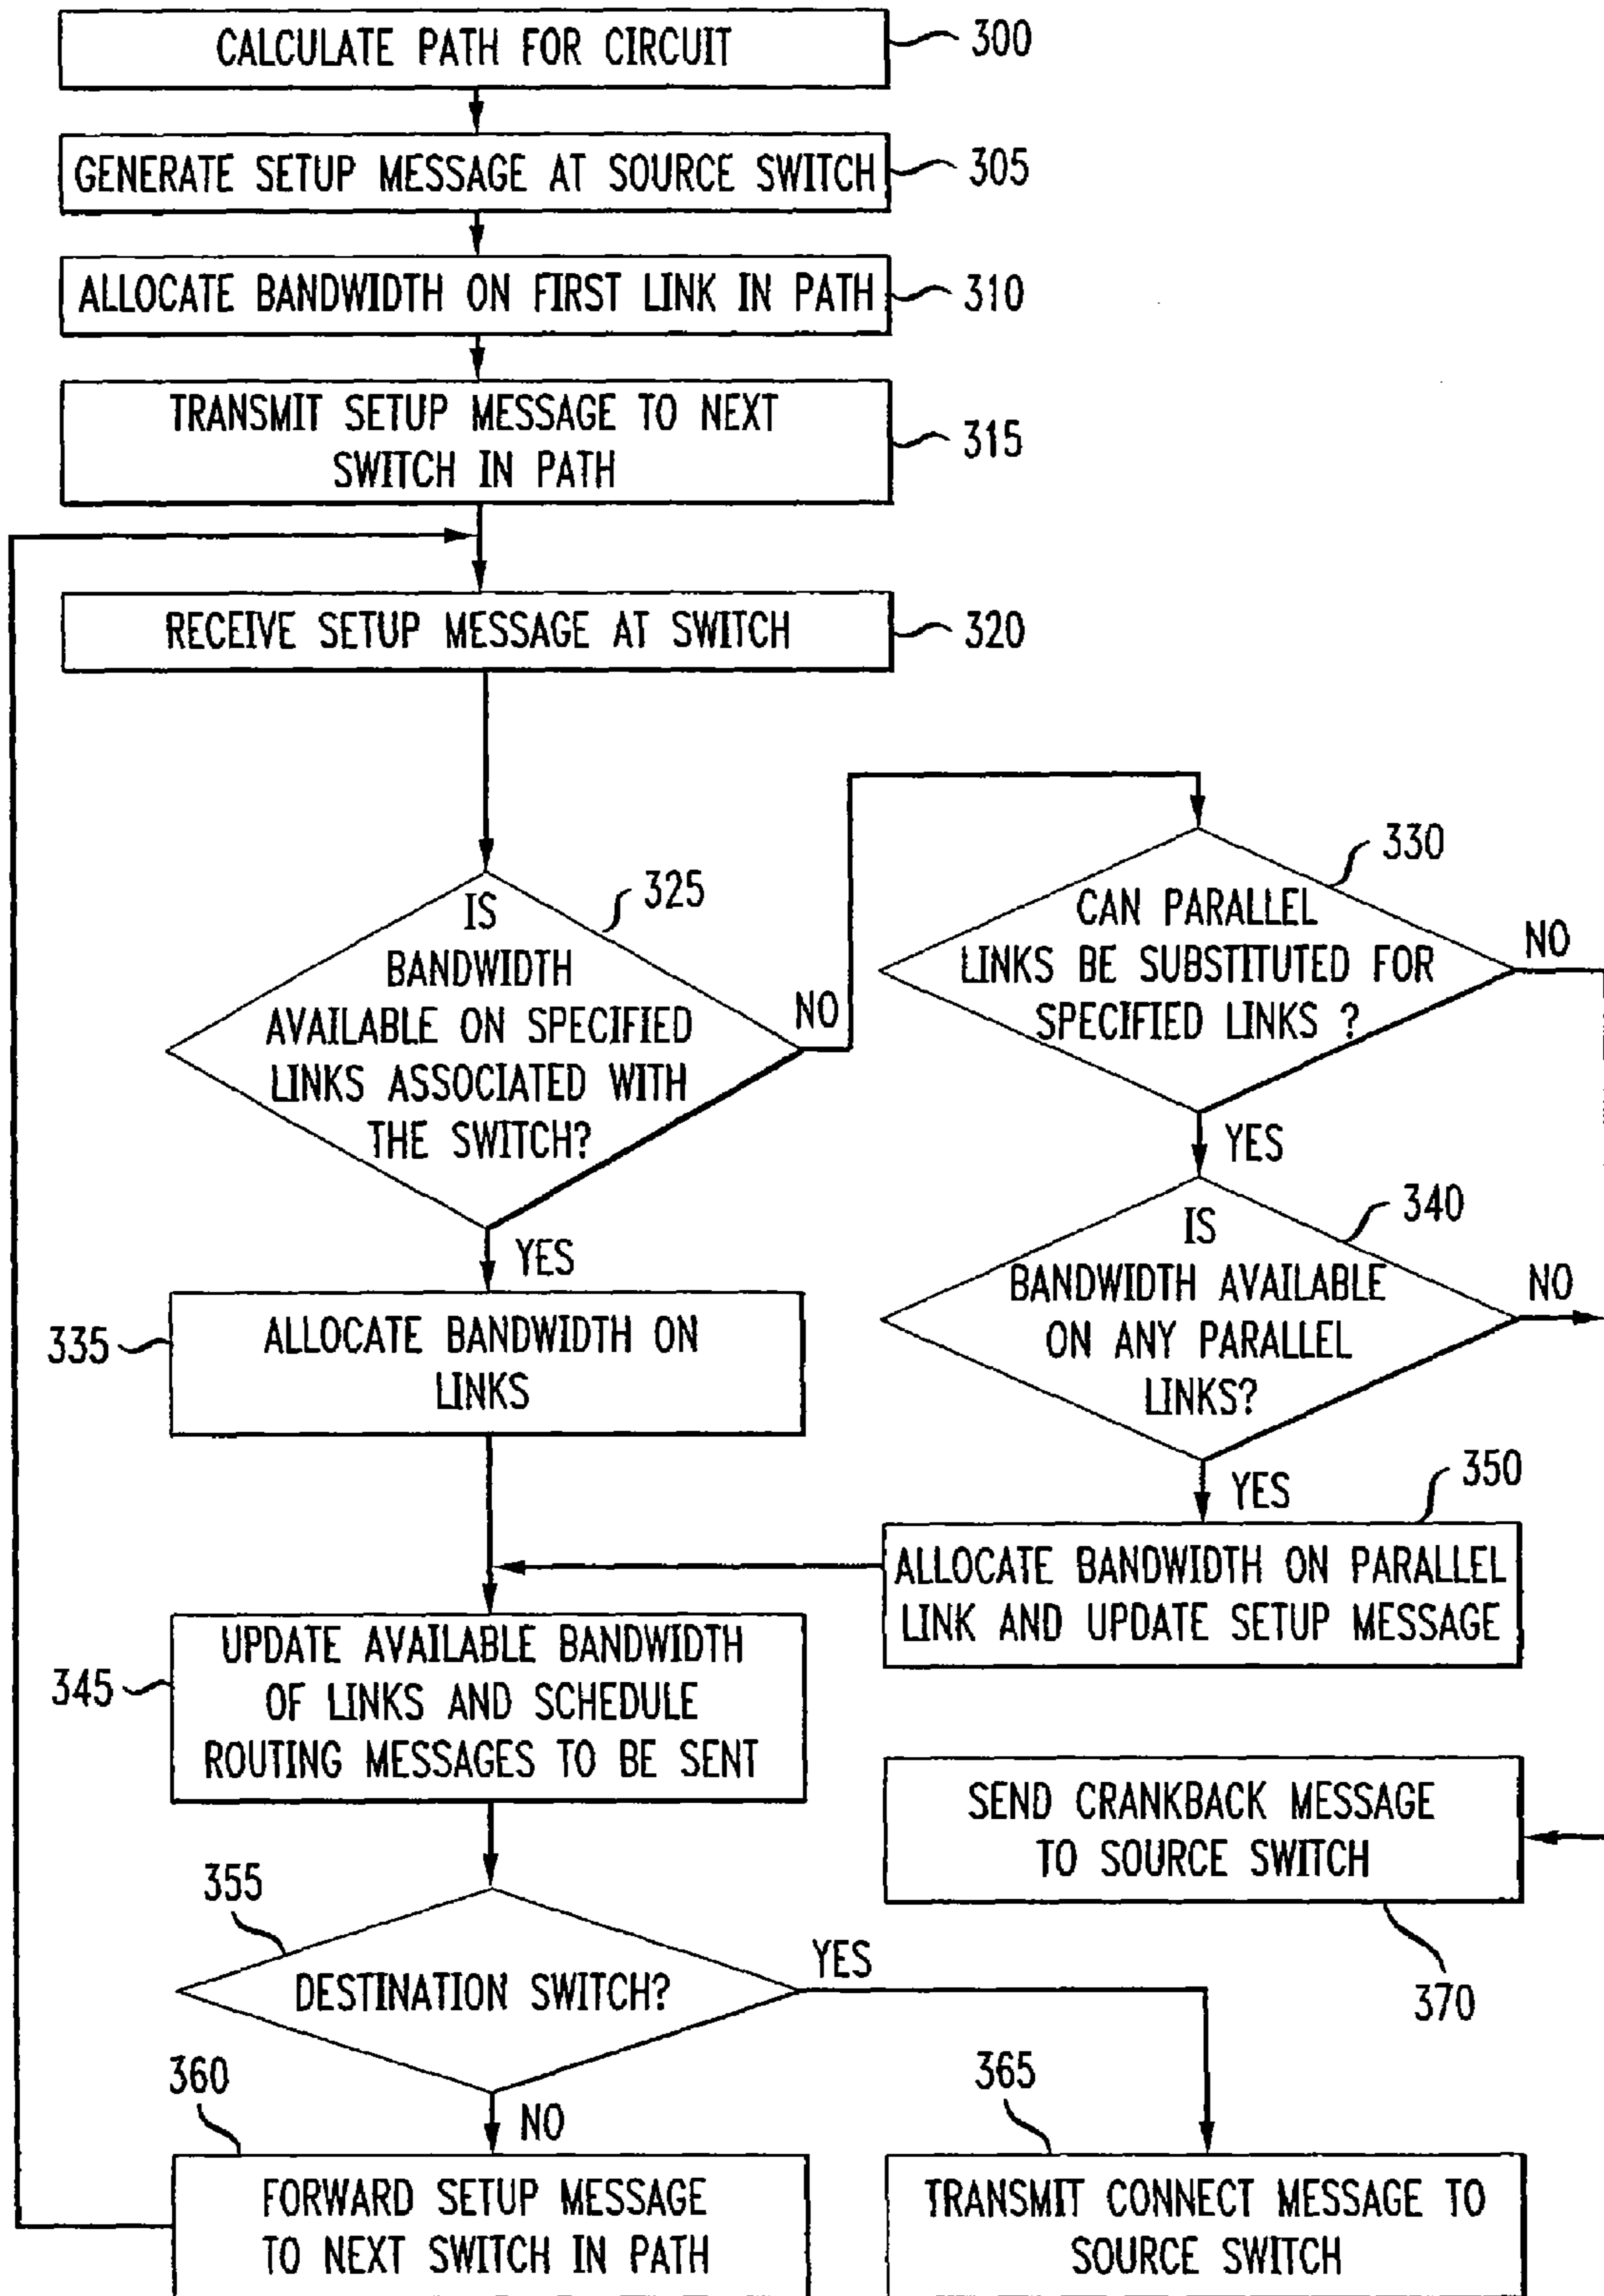 CALCULATE PATH FOR CIRCUIT
300
GENERATE SETUP MESSAGE AT SOURCE SWITCH
305
ALLOCATE BANDWIDTH ON FIRST LINK IN PATH
310
TRANSMIT SETUP MESSAGE TO NEXT
SWITCH IN PATH
315
RECEIVE SETUP MESSAGE AT SWITCH
320
IS
BANDWIDTH
AVAILABLE ON SPECIFIED
LINKS ASSOCIATED WITH
THE SWITCH?
325
NO
YES
330
CAN PARALLEL
LINKS BE SUBSTITUTED FOR
SPECIFIED LINKS ?
NO
YES
340
IS
BANDWIDTH AVAILABLE
ON ANY PARALLEL
LINKS?
NO
YES
335
ALLOCATE BANDWIDTH ON
LINKS
350
ALLOCATE BANDWIDTH ON PARALLEL
LINK AND UPDATE SETUP MESSAGE
345
UPDATE AVAILABLE BANDWIDTH
OF LINKS AND SCHEDULE
ROUTING MESSAGES TO BE SENT
SEND CRANKBACK MESSAGE
TO SOURCE SWITCH
370
355
DESTINATION SWITCH?
YES
NO
360
FORWARD SETUP MESSAGE
TO NEXT SWITCH IN PATH
365
TRANSMIT CONNECT MESSAGE TO
SOURCE SWITCH